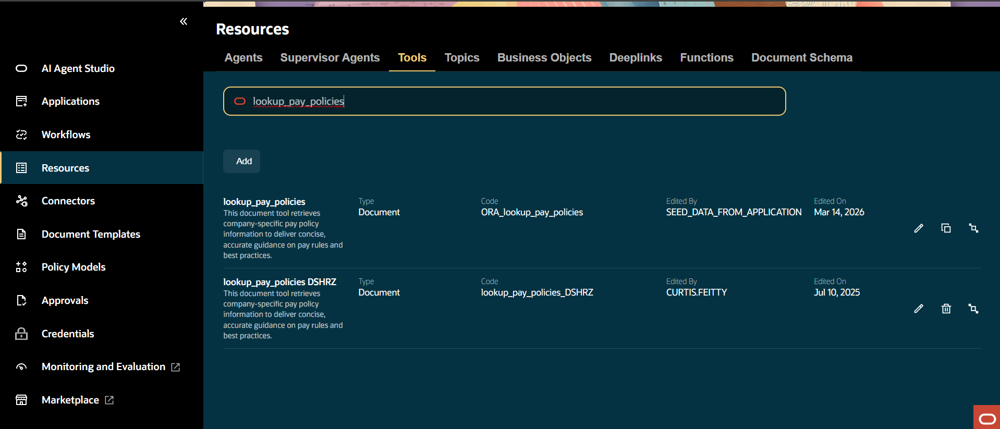 Resources
Agents Supervisor Agents Tools Topics Business Objects Deeplinks Functions Document Schema
AI Agent Studio
Applications
Workflows
Resources
Connectors
Document Templates
Policy Models
Approvals
Credentials
Monitoring and Evaluation
Marketplace
lookup_pay_policies
Add
lookup_pay_policies
This document tool retrieves
company-specific pay policy
information to deliver concise,
accurate guidance on pay rules and
best practices.
Type
Document
Code
ORA_lookup_pay_policies
Edited By
SEED_DATA_FROM_APPLICATION
Edited On
Mar 14, 2026
lookup_pay_policies DSHRZ
This document tool retrieves
company-specific pay policy
information to deliver concise,
accurate guidance on pay rules and
best practices.
Type
Document
Code
lookup_pay_policies_DSHRZ
Edited By
CURTIS.FEITTY
Edited On
Jul 10, 2025